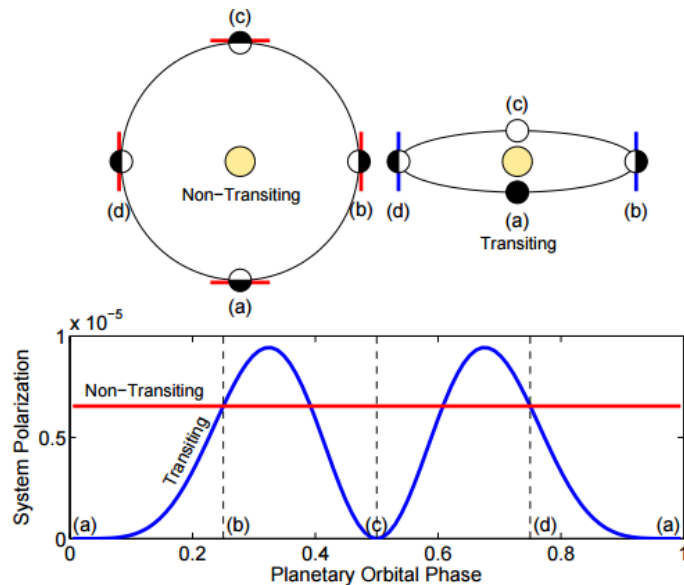 (c)
(c)
Non−Transiting
(d)
(b)
(d)
(b)
(a)
Transiting
(a)
x 10^-5
1
Non−Transiting
0.5
Transiting
System Polarization
(a)
(b)
(c)
(d)
(a)
0
0
0.2
0.4
0.6
0.8
1
Planetary Orbital Phase